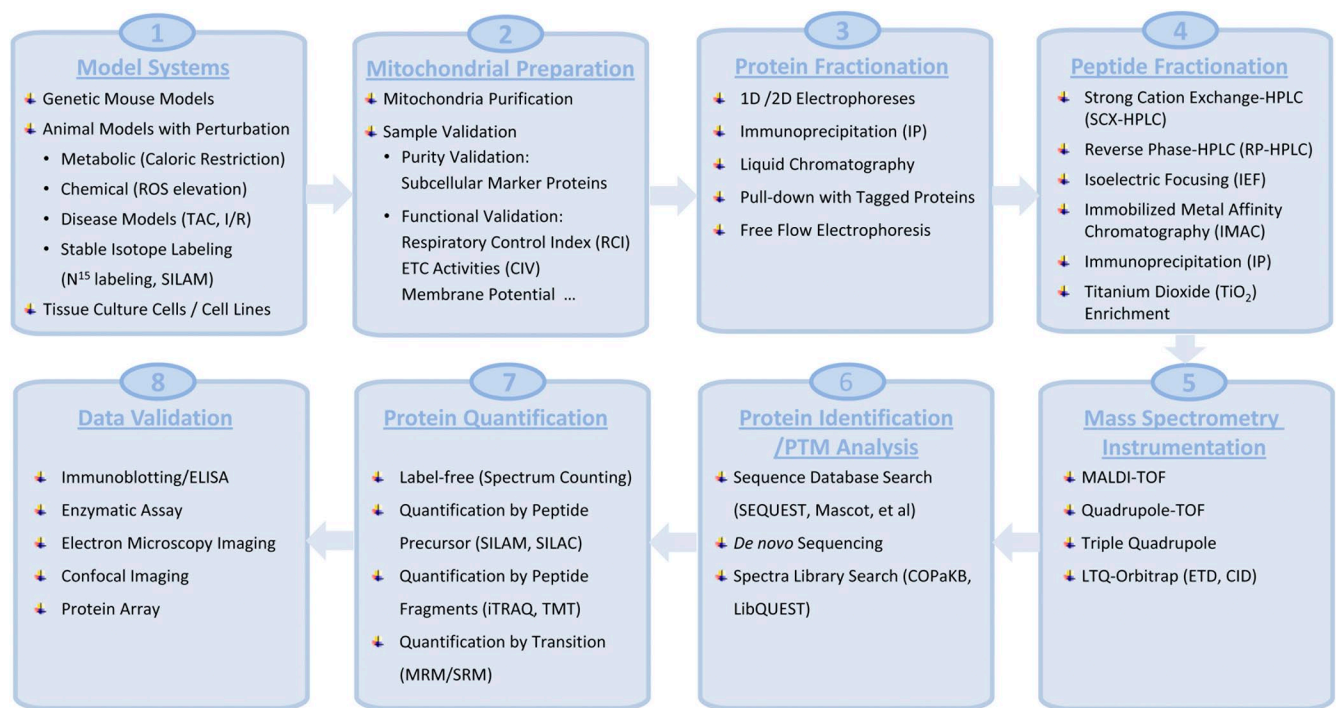 1
Model Systems
Genetic Mouse Models
Animal Models with Perturbation
• Metabolic (Caloric Restriction)
• Chemical (ROS elevation)
• Disease Models (TAC, I/R)
• Stable Isotope Labeling
(N¹⁵ labeling, SILAM)
Tissue Culture Cells / Cell Lines
2
Mitochondrial Preparation
Mitochondria Purification
Sample Validation
• Purity Validation:
Subcellular Marker Proteins
• Functional Validation:
Respiratory Control Index (RCI)
ETC Activities (CIV)
Membrane Potential ...
3
Protein Fractionation
1D /2D Electrophoreses
Immunoprecipitation (IP)
Liquid Chromatography
Pull-down with Tagged Proteins
Free Flow Electrophoresis
4
Peptide Fractionation
Strong Cation Exchange-HPLC
(SCX-HPLC)
Reverse Phase-HPLC (RP-HPLC)
Isoelectric Focusing (IEF)
Immobilized Metal Affinity
Chromatography (IMAC)
Immunoprecipitation (IP)
Titanium Dioxide (TiO₂)
Enrichment
5
Mass Spectrometry
Instrumentation
MALDI-TOF
Quadrupole-TOF
Triple Quadrupole
LTQ-Orbitrap (ETD, CID)
6
Protein Identification
/PTM Analysis
Sequence Database Search
(SEQUEST, Mascot, et al)
De novo Sequencing
Spectra Library Search (COPaKB,
LibQUEST)
7
Protein Quantification
Label-free (Spectrum Counting)
Quantification by Peptide
Precursor (SILAM, SILAC)
Quantification by Peptide
Fragments (iTRAQ, TMT)
Quantification by Transition
(MRM/SRM)
8
Data Validation
Immunoblotting/ELISA
Enzymatic Assay
Electron Microscopy Imaging
Confocal Imaging
Protein Array